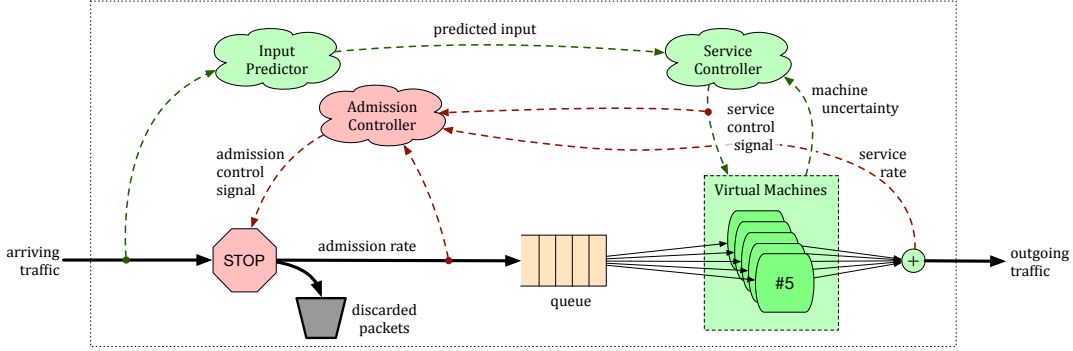 predicted input
Input
Predictor
Service
Controller
machine
uncertainty
Admission
Controller
service
control
signal
admission
control
signal
service
rate
Virtual Machines
arriving
traffic
STOP
admission rate
#5
+
outgoing
traffic
queue
discarded
packets